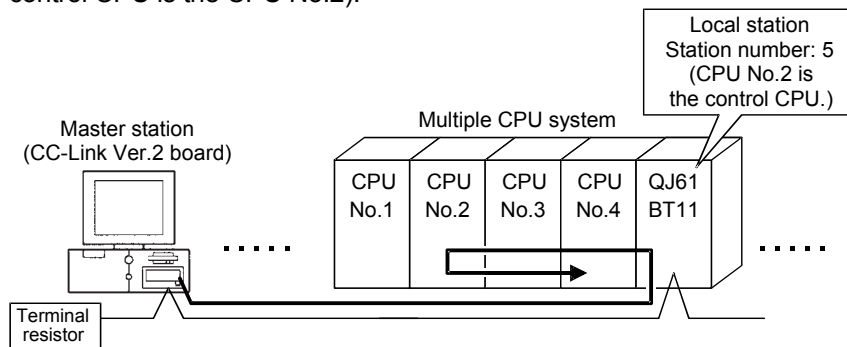 control CPU is the CPU No.2).
Local station
Station number: 5
(CPU No.2 is
the control CPU.)
Multiple CPU system
Master station
(CC-Link Ver.2 board)
CPU
No.1
CPU
No.2
CPU
No.3
CPU
No.4
QJ61
BT11
Terminal
resistor